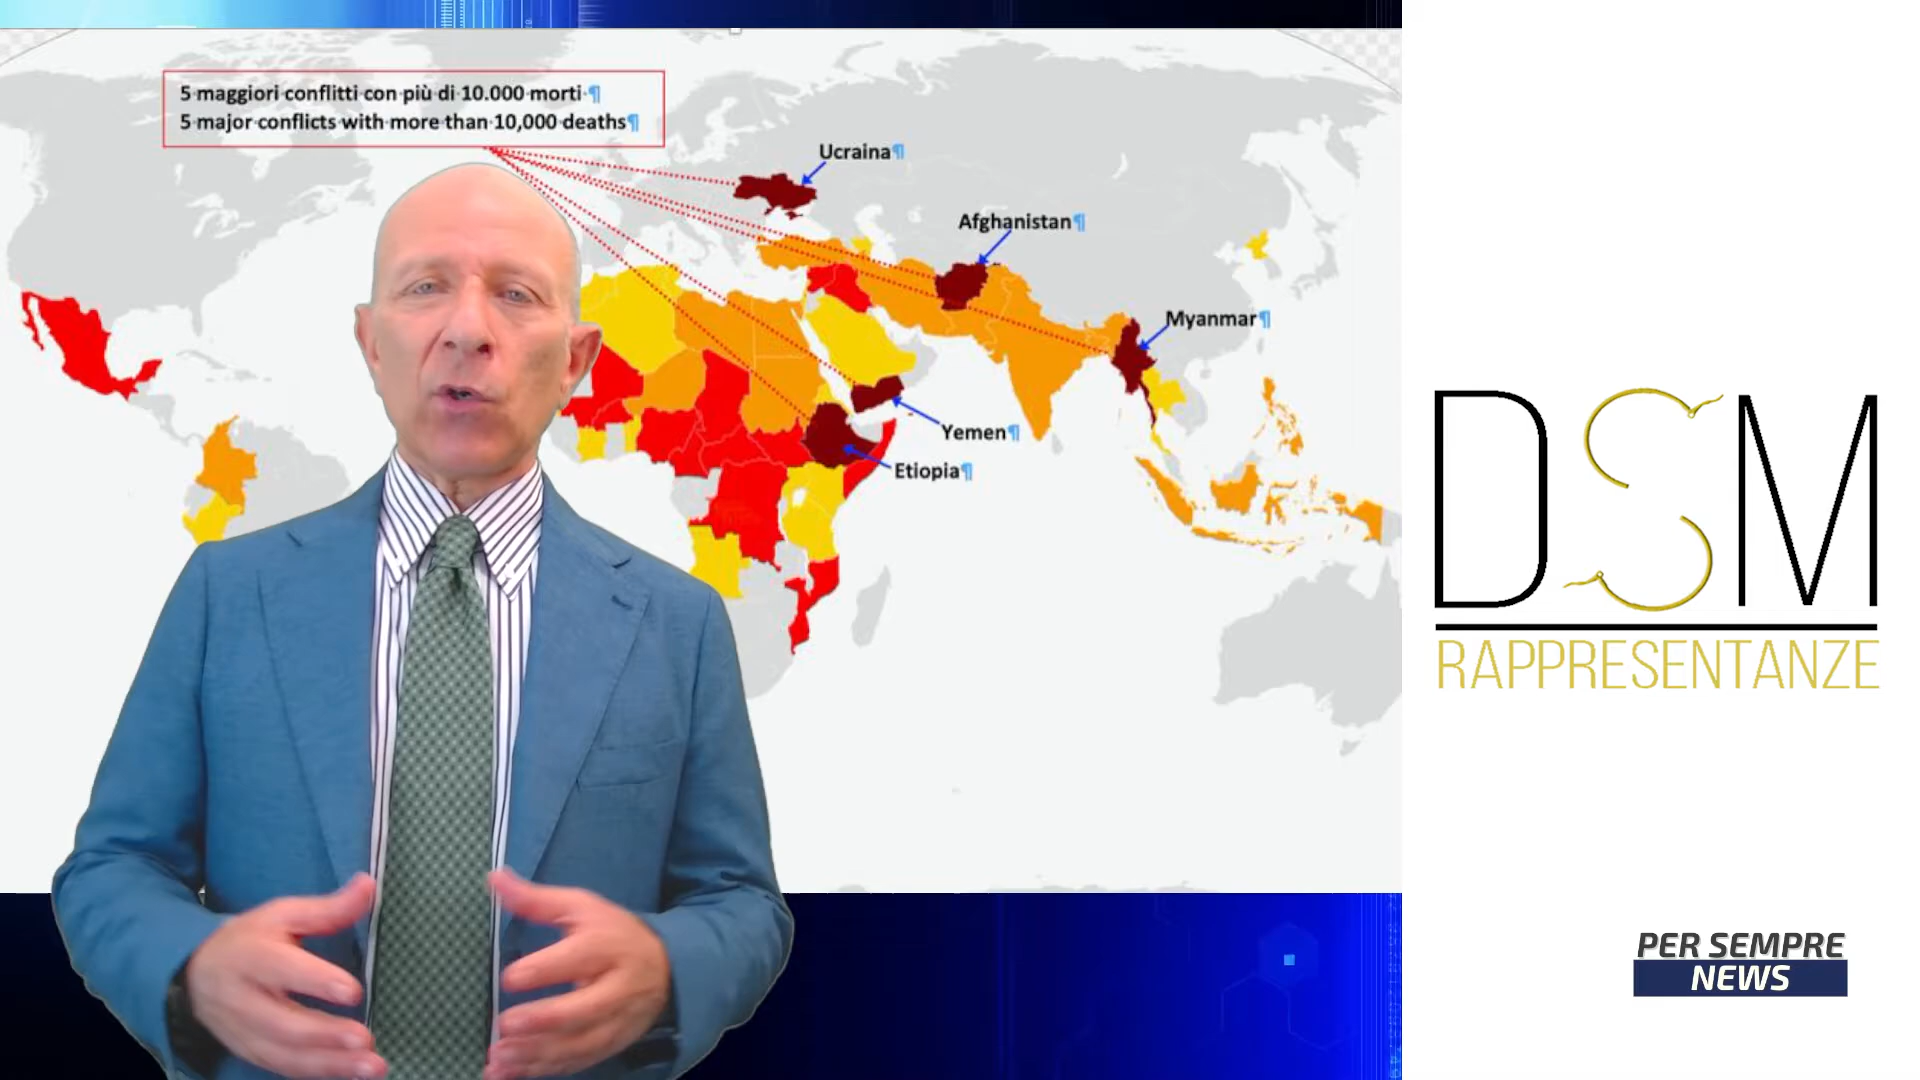 5 maggiori conflitti con più di 10.000 morti ¶
5 major conflicts with more than 10,000 deaths¶
Ucraina¶
Afghanistan¶
Myanmar¶
Yemen¶
Etiopia¶
DSM
RAPPRESENTANZE
PER SEMPRE
NEWS